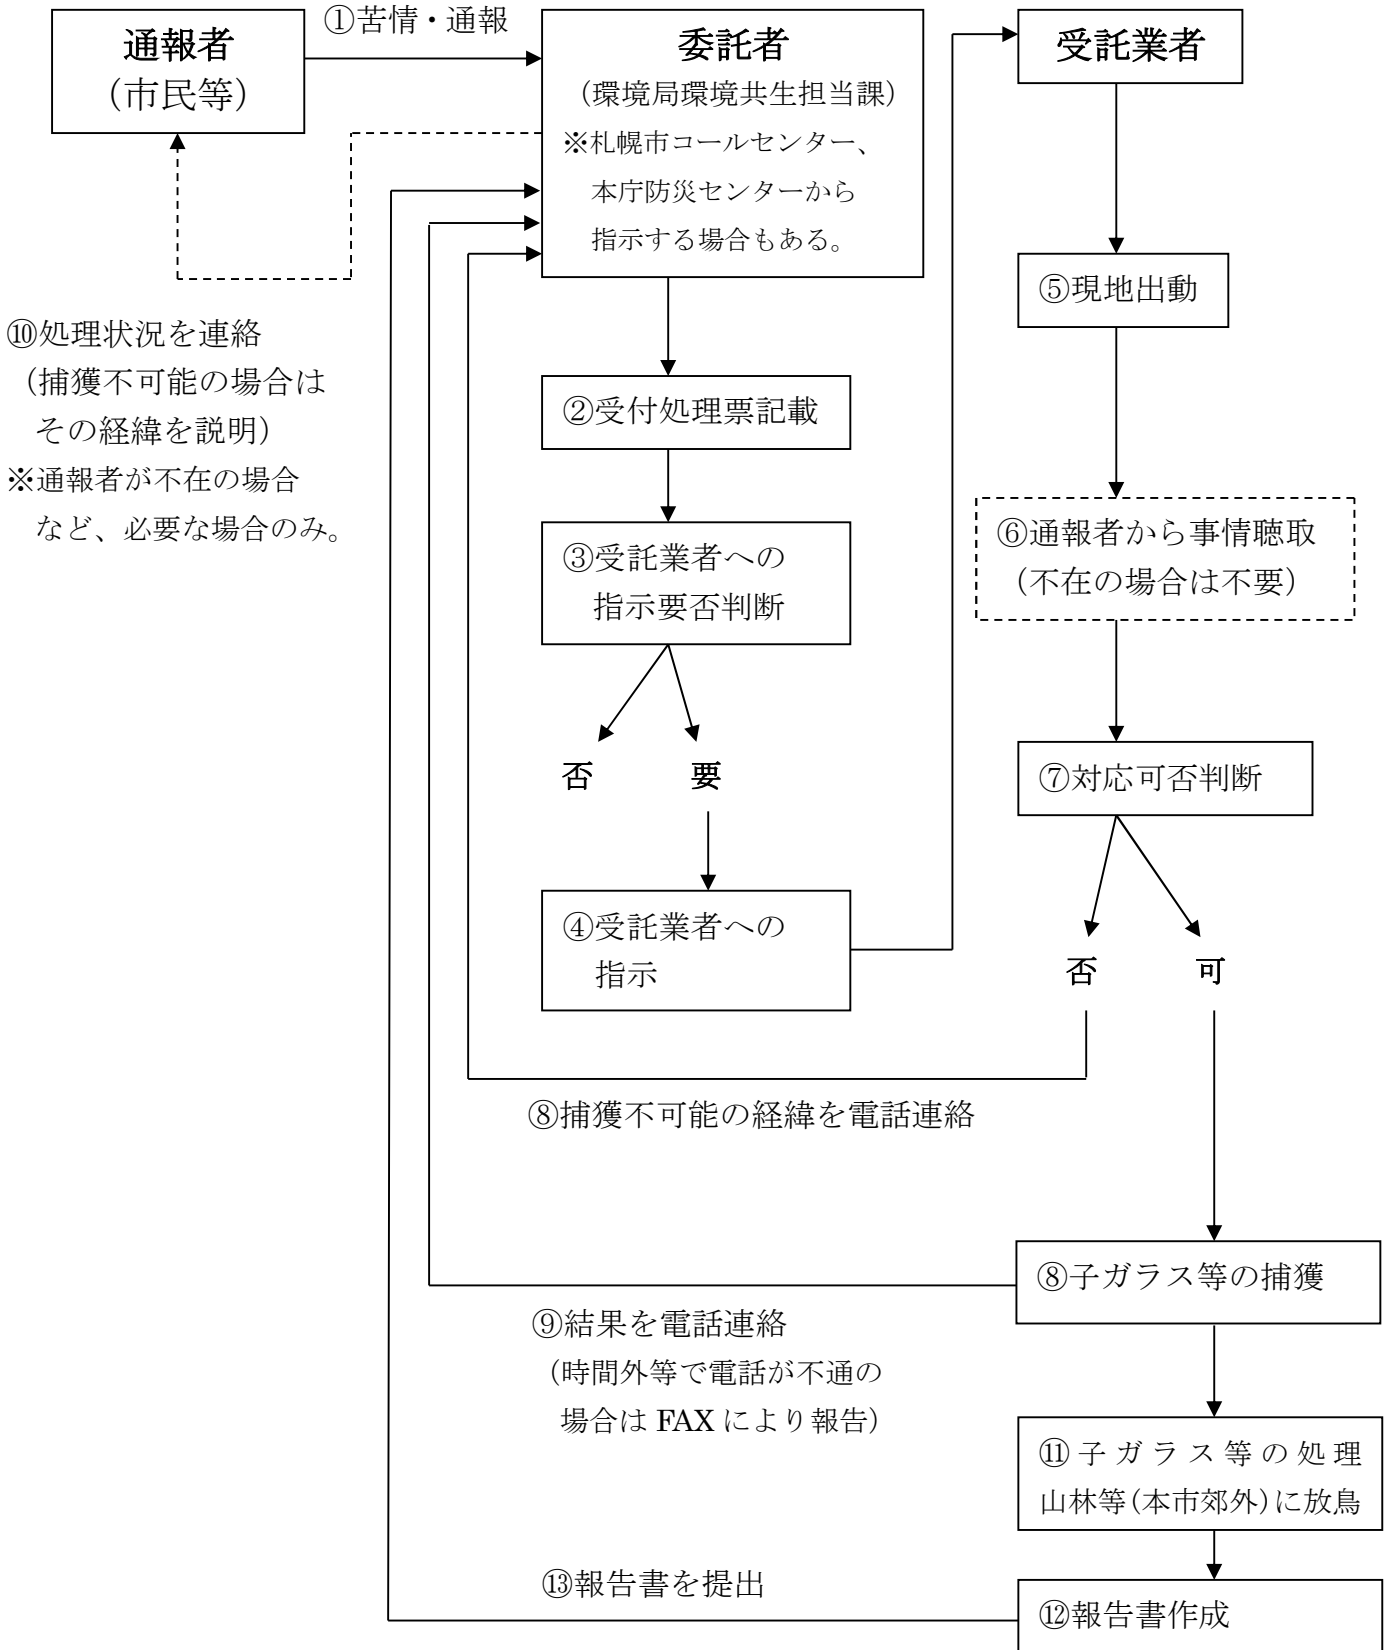 ①苦情・通報
通報者
（市民等）
委託者
（環境局環境共生担当課）
※札幌市コールセンター、
本庁防災センターから
指示する場合もある。
受託業者
⑤現地出動
⑩処理状況を連絡
（捕獲不可能の場合は
その経緯を説明）
※通報者が不在の場合
など、必要な場合のみ。
②受付処理票記載
③受託業者への
指示要否判断
否
要
④受託業者への
指示
⑥通報者から事情聴取
（不在の場合は不要）
⑦対応可否判断
否
可
⑧捕獲不可能の経緯を電話連絡
⑧子ガラス等の捕獲
⑨結果を電話連絡
（時間外等で電話が不通の
場合は FAX により報告）
⑪子ガラス等の処理
山林等（本市郊外）に放鳥
⑬報告書を提出
⑫報告書作成